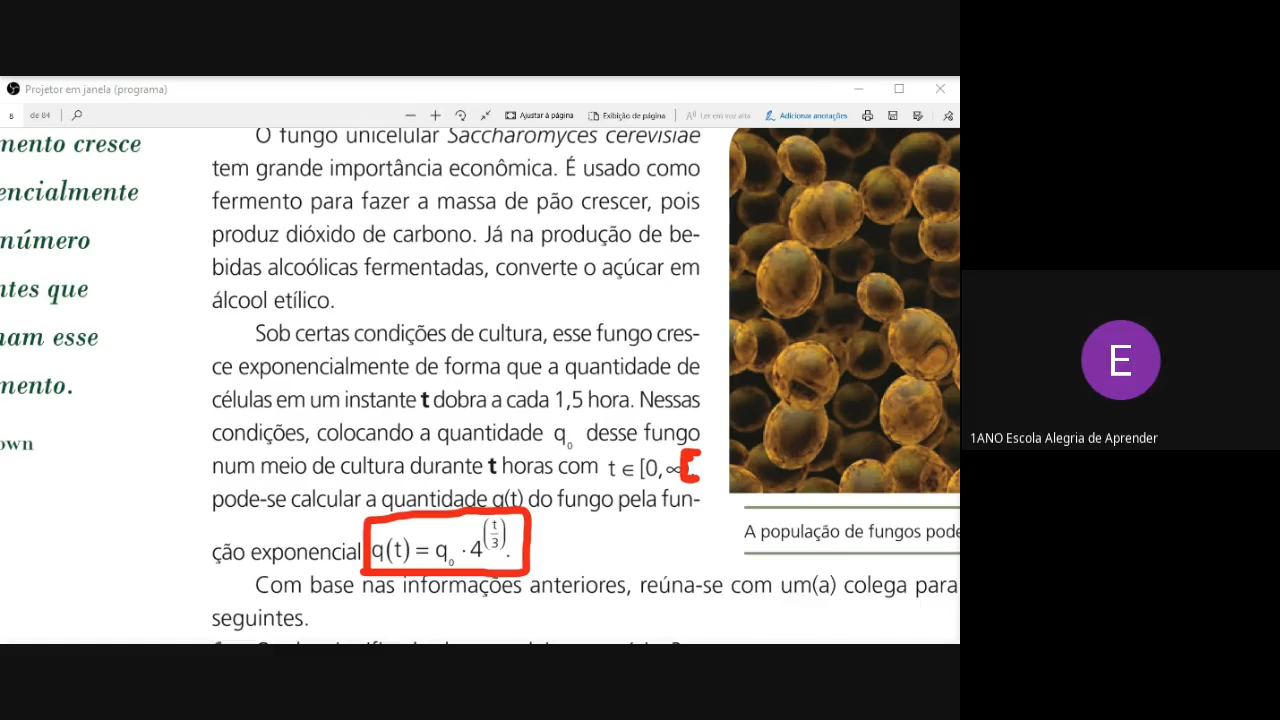 Projetor em janela (programa)
8 de 84
Ajustar à página
Exibição de página
Ler em voz alta
Adicionar anotações
mento cresce
encialmente
número
ntes que
nam esse
mento.
own
O fungo unicelular Saccharomyces cerevisiae
tem grande importância econômica. É usado como
fermento para fazer a massa de pão crescer, pois
produz dióxido de carbono. Já na produção de be-
bidas alcoólicas fermentadas, converte o açúcar em
álcool etílico.
Sob certas condições de cultura, esse fungo cres-
ce exponencialmente de forma que a quantidade de
células em um instante t dobra a cada 1,5 hora. Nessas
condições, colocando a quantidade q₀ desse fungo
num meio de cultura durante t horas com t ∈ [0, ∞[
pode-se calcular a quantidade q(t) do fungo pela fun-
ção exponencial q(t) = q₀ · 4^(t/3).
Com base nas informações anteriores, reúna-se com um(a) colega para
seguintes.
A população de fungos pode
E
1ANO Escola Alegria de Aprender